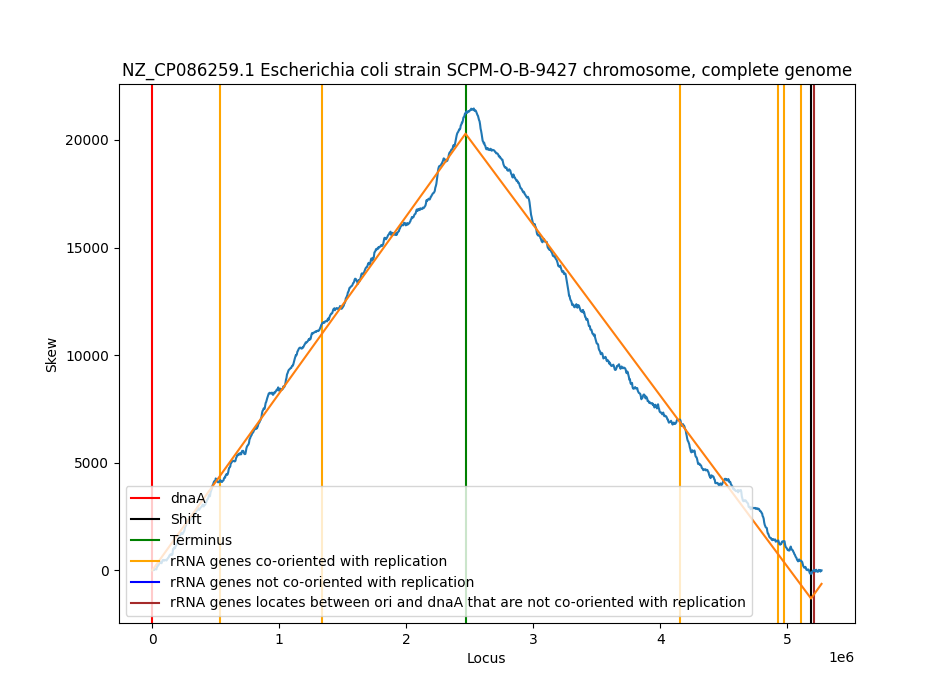 NZ_CP086259.1 Escherichia coli strain SCPM-O-B-9427 chromosome, complete genome
20000
15000
10000
5000
0
Skew
dnaA
Shift
Terminus
rRNA genes co-oriented with replication
rRNA genes not co-oriented with replication
rRNA genes locates between ori and dnaA that are not co-oriented with replication
0 1 2 3 4 5
1e6
Locus